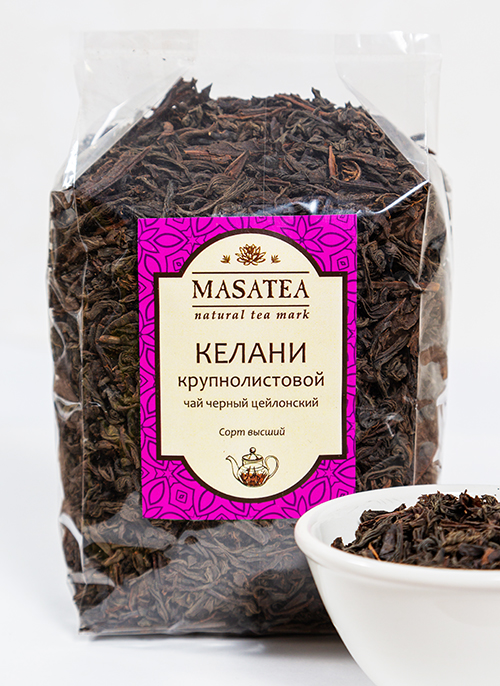 MASATEA
natural tea mark
КЕЛАНИ
крупнолистовой
чай черный цейлонский
Сорт высший